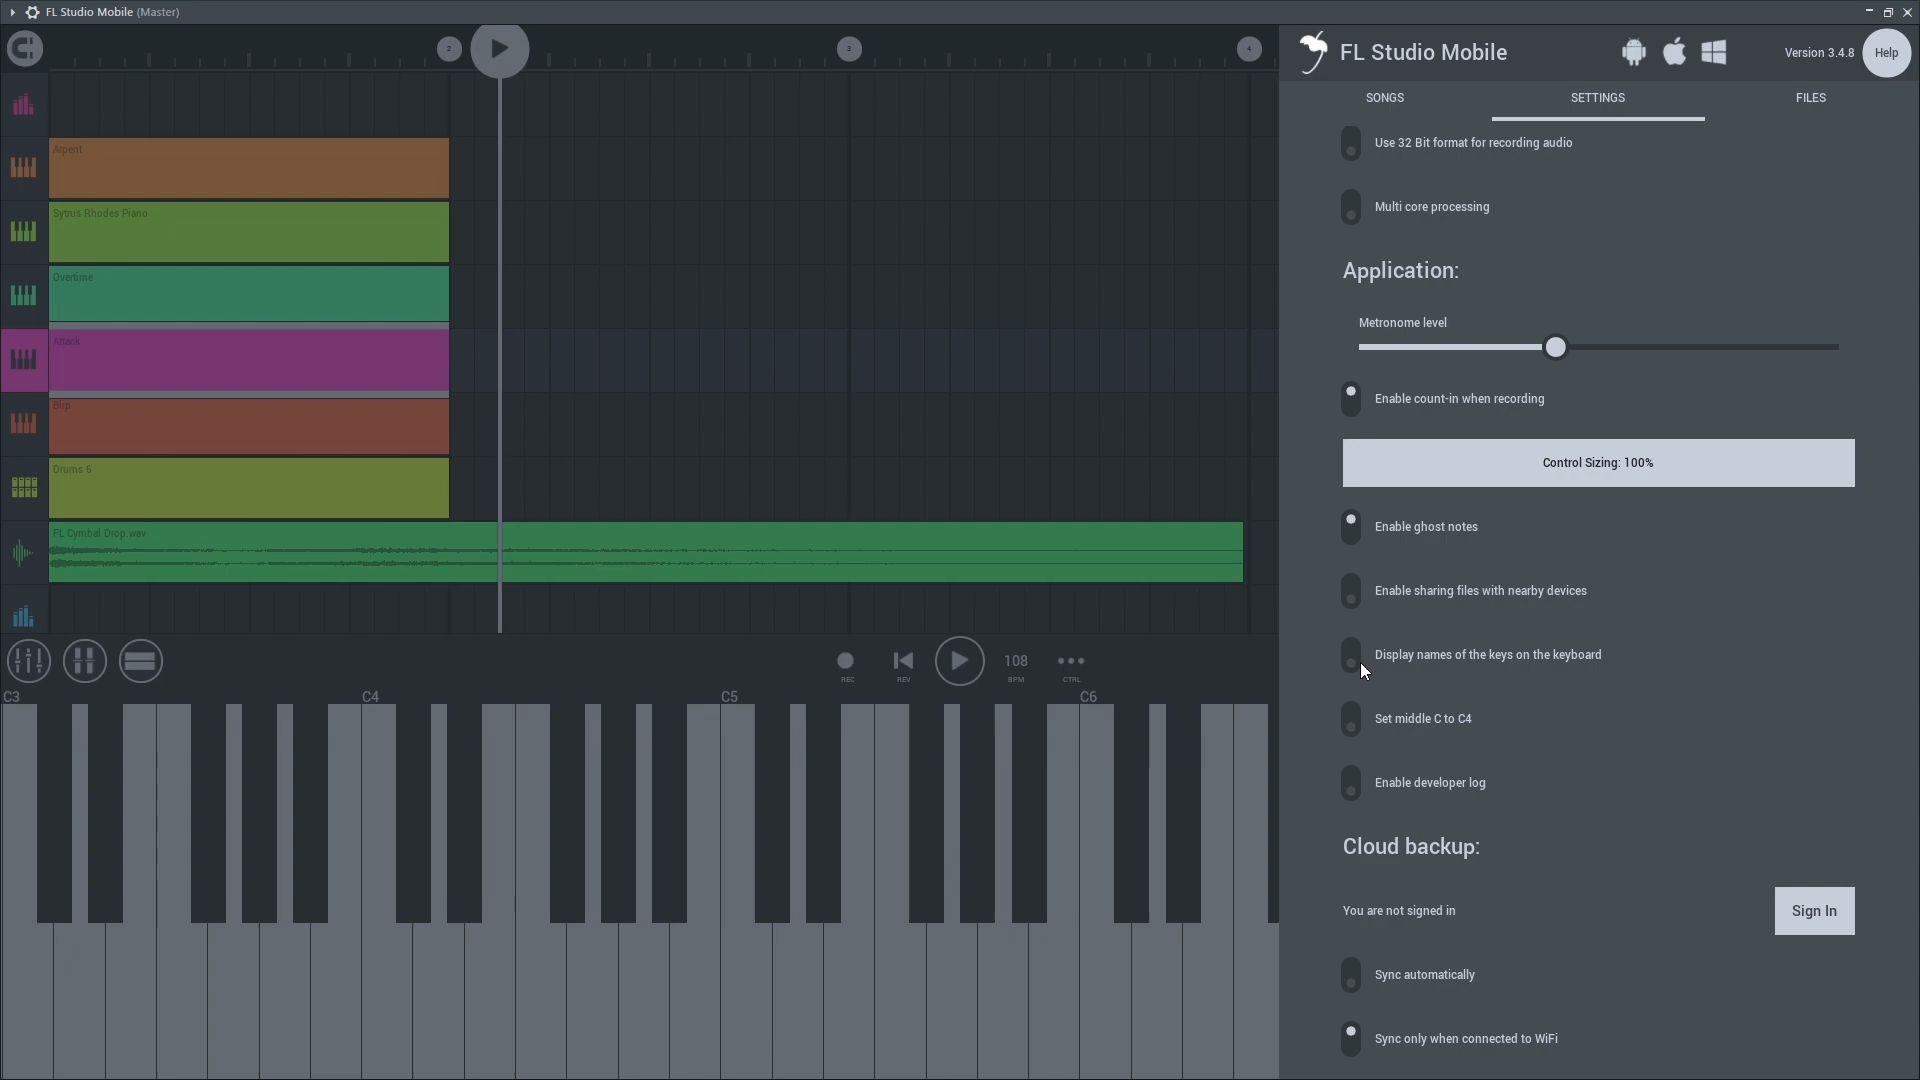 FL Studio Mobile (Master)
2
3
4
Arpent
Sytrus Rhodes Piano
Overtime
Attack
Blip
Drums 6
FL Cymbal Drop.wav
REC
REV
108
BPM
CTRL
C3
C4
C5
C6
FL Studio Mobile
Version 3.4.8
Help
SONGS
SETTINGS
FILES
Use 32 Bit format for recording audio
Multi core processing
Application:
Metronome level
Enable count-in when recording
Control Sizing: 100%
Enable ghost notes
Enable sharing files with nearby devices
Display names of the keys on the keyboard
Set middle C to C4
Enable developer log
Cloud backup:
You are not signed in
Sign In
Sync automatically
Sync only when connected to WiFi